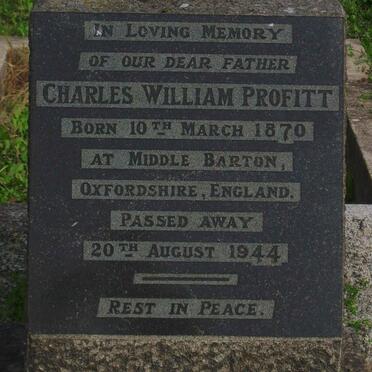 In Loving Memory
of our dear father
Charles William Profitt
Born 10th March 1870
at Middle Barton,
Oxfordshire, England.
Passed away
20th August 1944
Rest in Peace.